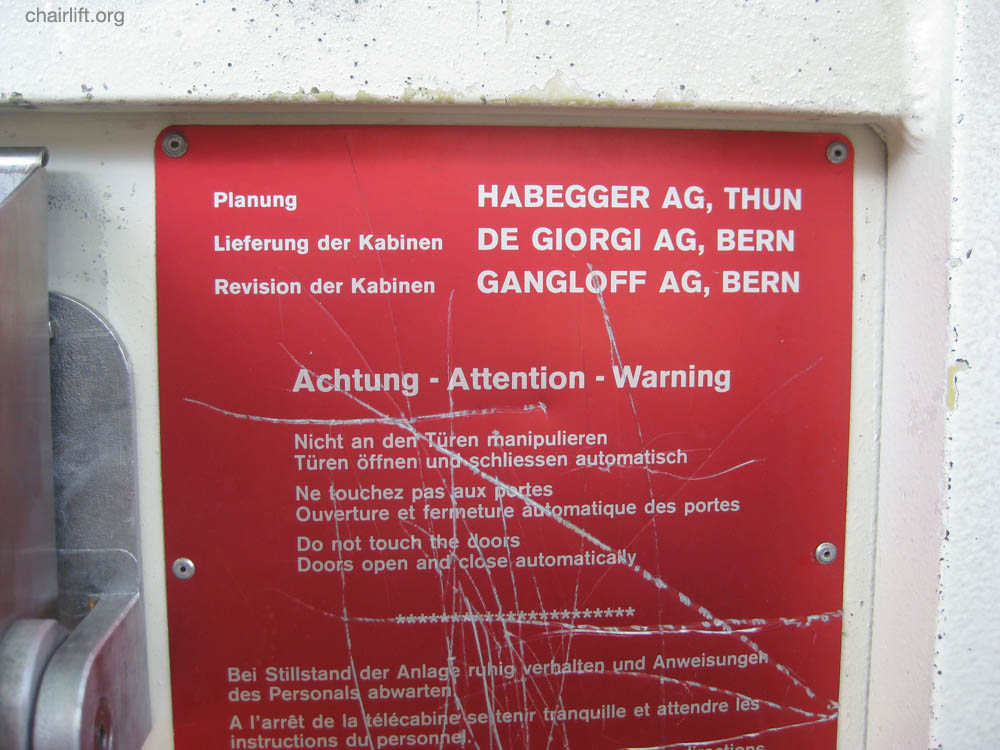 chairlift.org
Planung HABEGGER AG, THUN
Lieferung der Kabinen DE GIORGI AG, BERN
Revision der Kabinen GANGLOFF AG, BERN
Achtung - Attention - Warning
Nicht an den Türen manipulieren
Türen öffnen und schliessen automatisch
Ne touchez pas aux portes
Ouverture et fermeture automatique des portes
Do not touch the doors
Doors open and close automatically
**********************
Bei Stillstand der Anlage ruhig verhalten und Anweisungen
des Personals abwarten.
A l'arrêt de la télécabine se tenir tranquille et attendre les
instructions du personnel.
directions